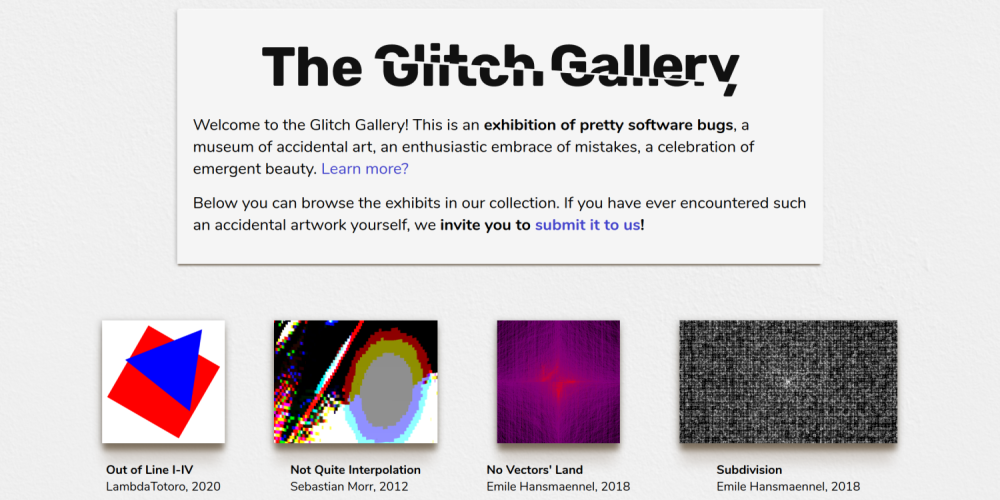 The Glitch Gallery
Welcome to the Glitch Gallery! This is an exhibition of pretty software bugs, a
museum of accidental art, an enthusiastic embrace of mistakes, a celebration of
emergent beauty. Learn more?
Below you can browse the exhibits in our collection. If you have ever encountered such
an accidental artwork yourself, we invite you to submit it to us!
Out of Line I-IV
LambdaTotoro, 2020
Not Quite Interpolation
Sebastian Morr, 2012
No Vectors' Land
Emile Hansmaennel, 2018
Subdivision
Emile Hansmaennel, 2018